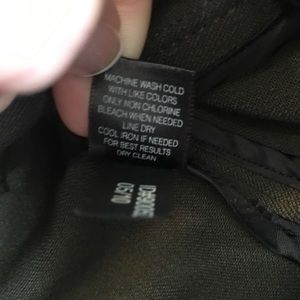 MACHINE WASH COLD
WITH LIKE COLORS
ONLY NON CHLORINE
BLEACH WHEN NEEDED
LINE DRY
COOL IRON IF NEEDED
FOR BEST RESULTS
DRY CLEAN